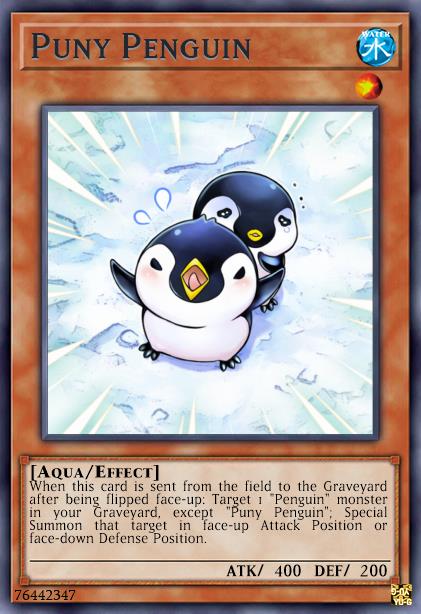 Puny Penguin
WATER
水
[Aqua/Effect]
When this card is sent from the field to the Graveyard
after being flipped face-up: Target 1 "Penguin" monster
in your Graveyard, except "Puny Penguin"; Special
Summon that target in face-up Attack Position or
face-down Defense Position.
ATK/ 400 DEF/ 200
76442347